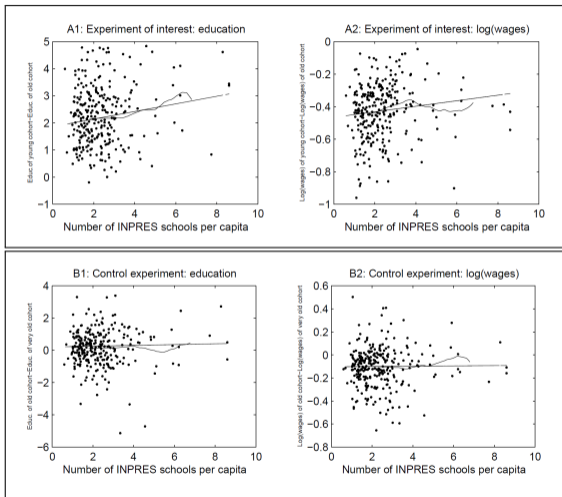 A1: Experiment of interest: education
Educ of young cohort−Educ. of old cohort
5
4
3
2
1
0
−1
0 2 4 6 8 10
Number of INPRES schools per capita
A2: Experiment of interest: log(wages)
Log(wages) of young cohort−Log(wages) of old cohort
0
−0.2
−0.4
−0.6
−0.8
−1
0 2 4 6 8 10
Number of INPRES schools per capita
B1: Control experiment: education
Educ. of old cohort−Educ. of very old cohort
4
2
0
−2
−4
−6
0 2 4 6 8 10
Number of INPRES schools per capita
B2: Control experiment: log(wages)
Log(wages) of old cohort−Log(wages) of very old cohort
0.6
0.4
0.2
0
−0.2
−0.4
−0.6
−0.8
0 2 4 6 8 10
Number of INPRES schools per capita